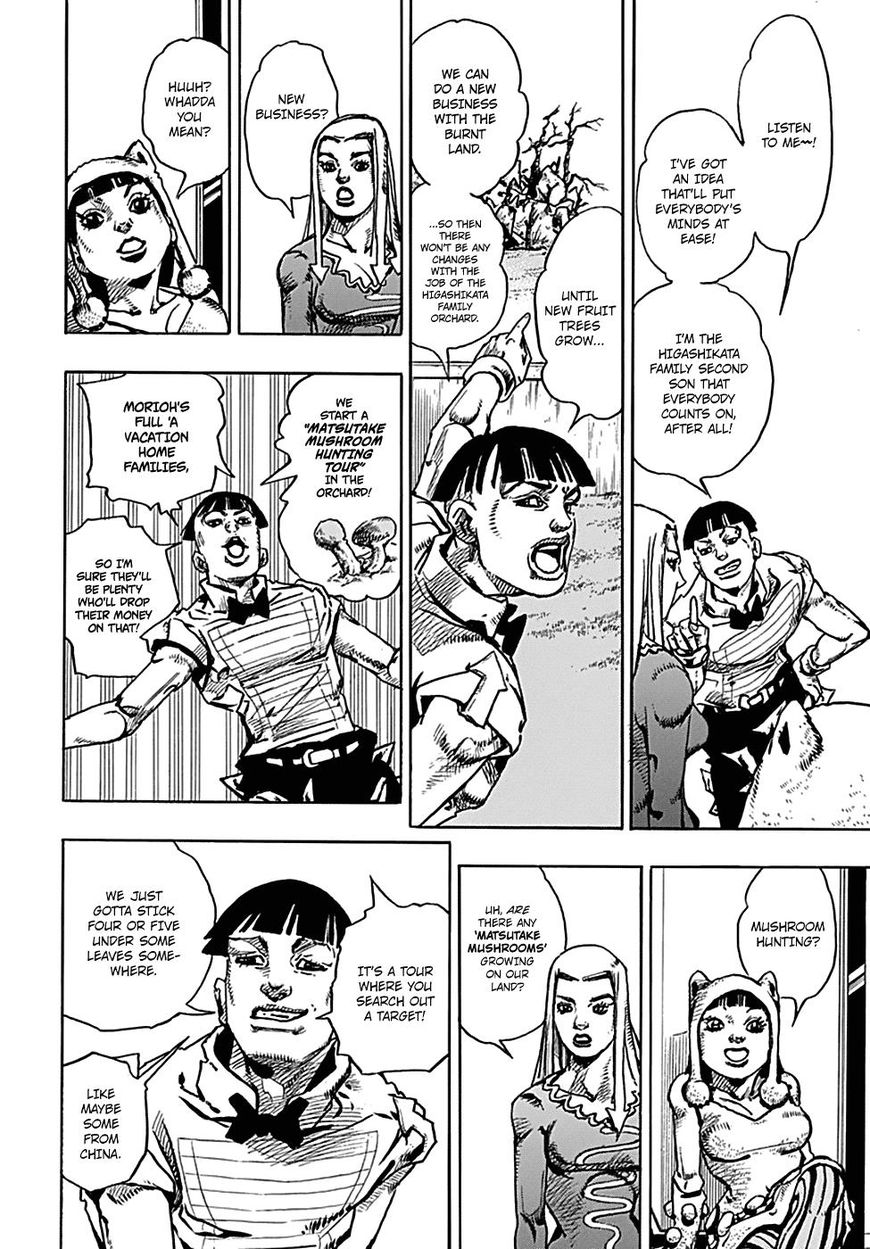 LISTEN
TO ME~!
I'VE GOT
AN IDEA
THAT'LL PUT
EVERYBODY'S
MINDS AT
EASE!
I'M THE
HIGASHIKATA
FAMILY SECOND
SON THAT
EVERYBODY
COUNTS ON,
AFTER ALL!
WE CAN
DO A NEW
BUSINESS
WITH THE
BURNT
LAND.
...SO THEN
THERE
WON'T BE ANY
CHANGES
WITH THE
JOB OF THE
HIGASHIKATA
FAMILY
ORCHARD.
UNTIL
NEW FRUIT
TREES
GROW...
NEW
BUSINESS?
HUUH?
WHADDA
YOU
MEAN?
WE
START A
"MATSUTAKE
MUSHROOM
HUNTING
TOUR"
IN THE
ORCHARD!
MORIOH'S
FULL 'A
VACATION
HOME
FAMILIES,
SO I'M
SURE THEY'LL
BE PLENTY
WHO'LL DROP
THEIR MONEY
ON THAT!
MUSHROOM
HUNTING?
UH, ARE
THERE ANY
'MATSUTAKE
MUSHROOMS'
GROWING
ON OUR
LAND?
IT'S A TOUR
WHERE YOU
SEARCH OUT
A TARGET!
WE JUST
GOTTA STICK
FOUR OR FIVE
UNDER SOME
LEAVES SOME-
WHERE.
LIKE
MAYBE
SOME
FROM
CHINA.